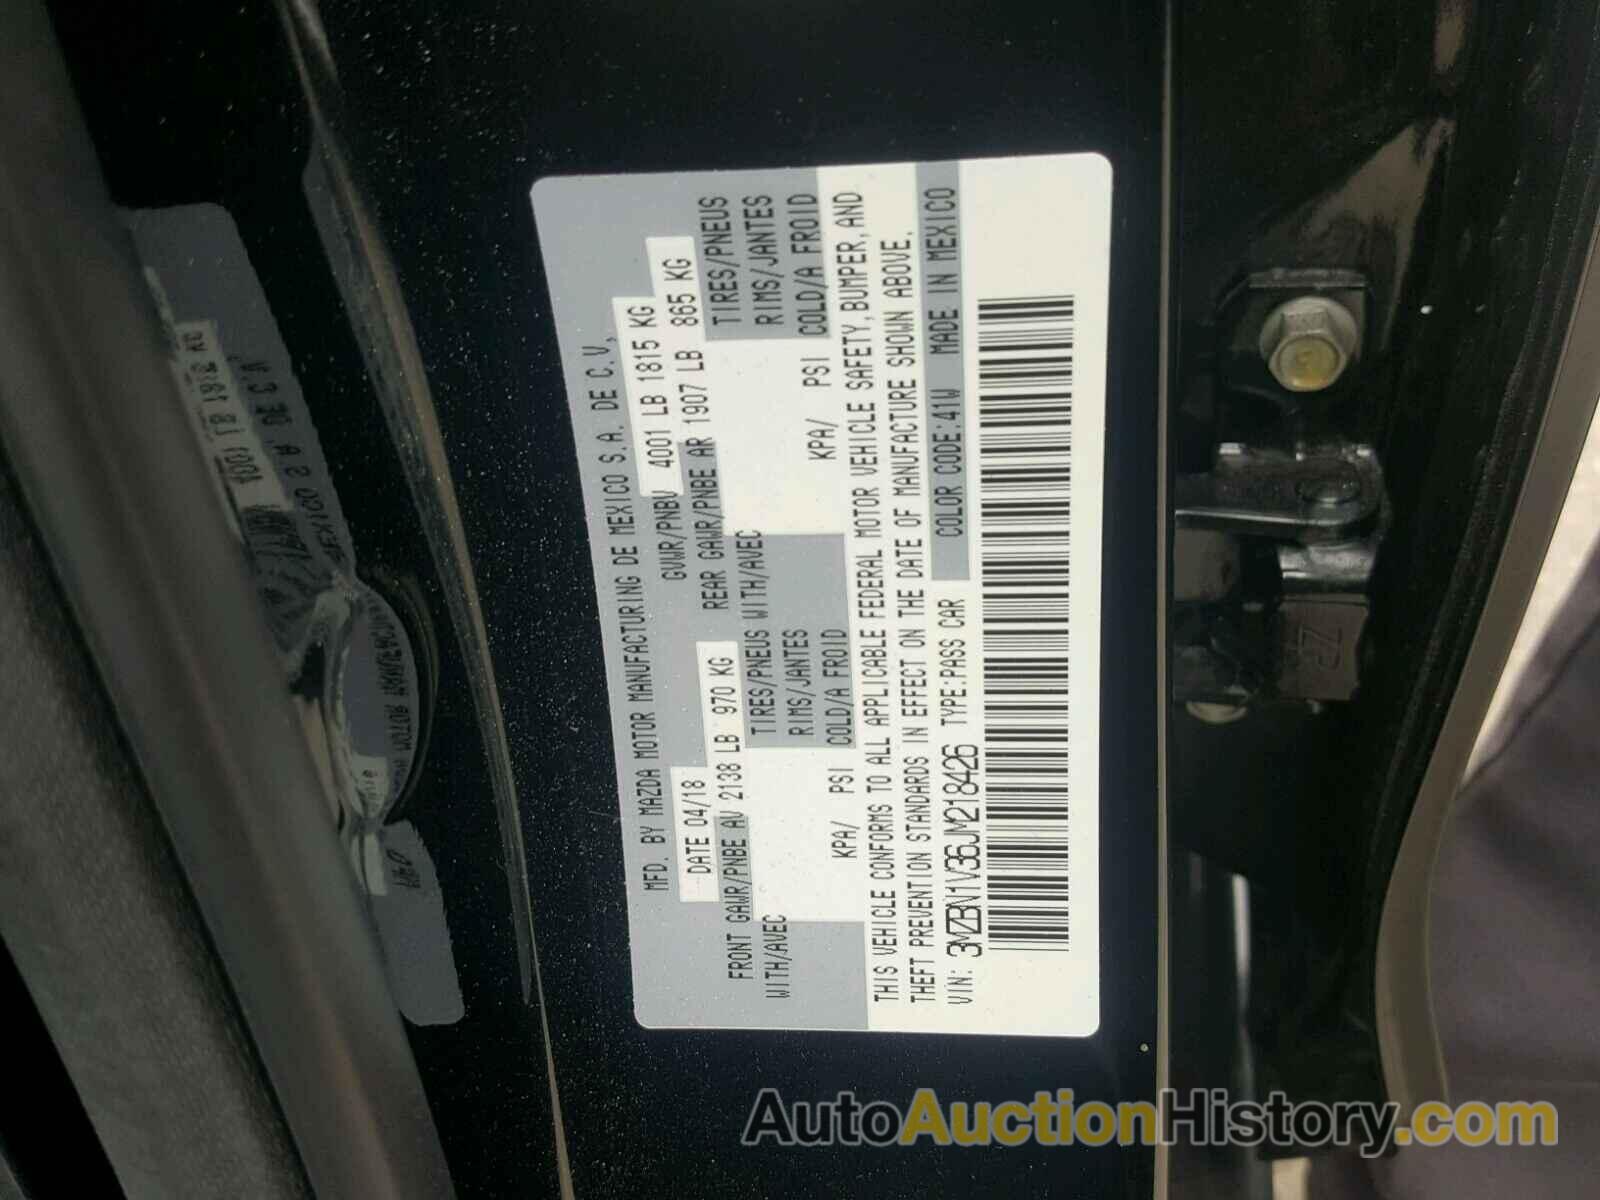 MFD. BY MAZDA MOTOR MANUFACTURING DE MEXICO S.A. DE C.V.
DATE 04/18 GVWR/PNBV 4001 LB 1815 KG
FRONT GAWR/PNBE AV 2138 LB 970 KG REAR GAWR/PNBE AR 1907 LB 865 KG
WITH/AVEC TIRES/PNEUS WITH/AVEC TIRES/PNEUS
RIMS/JANTES RIMS/JANTES
KPA/ PSI COLD/A FROID KPA/ PSI COLD/A FROID
THIS VEHICLE CONFORMS TO ALL APPLICABLE FEDERAL MOTOR VEHICLE SAFETY, BUMPER, AND
THEFT PREVENTION STANDARDS IN EFFECT ON THE DATE OF MANUFACTURE SHOWN ABOVE.
VIN: 3MZBN1V36JM218426 TYPE:PASS CAR COLOR CODE:41W MADE IN MEXICO
AutoAuctionHistory.com